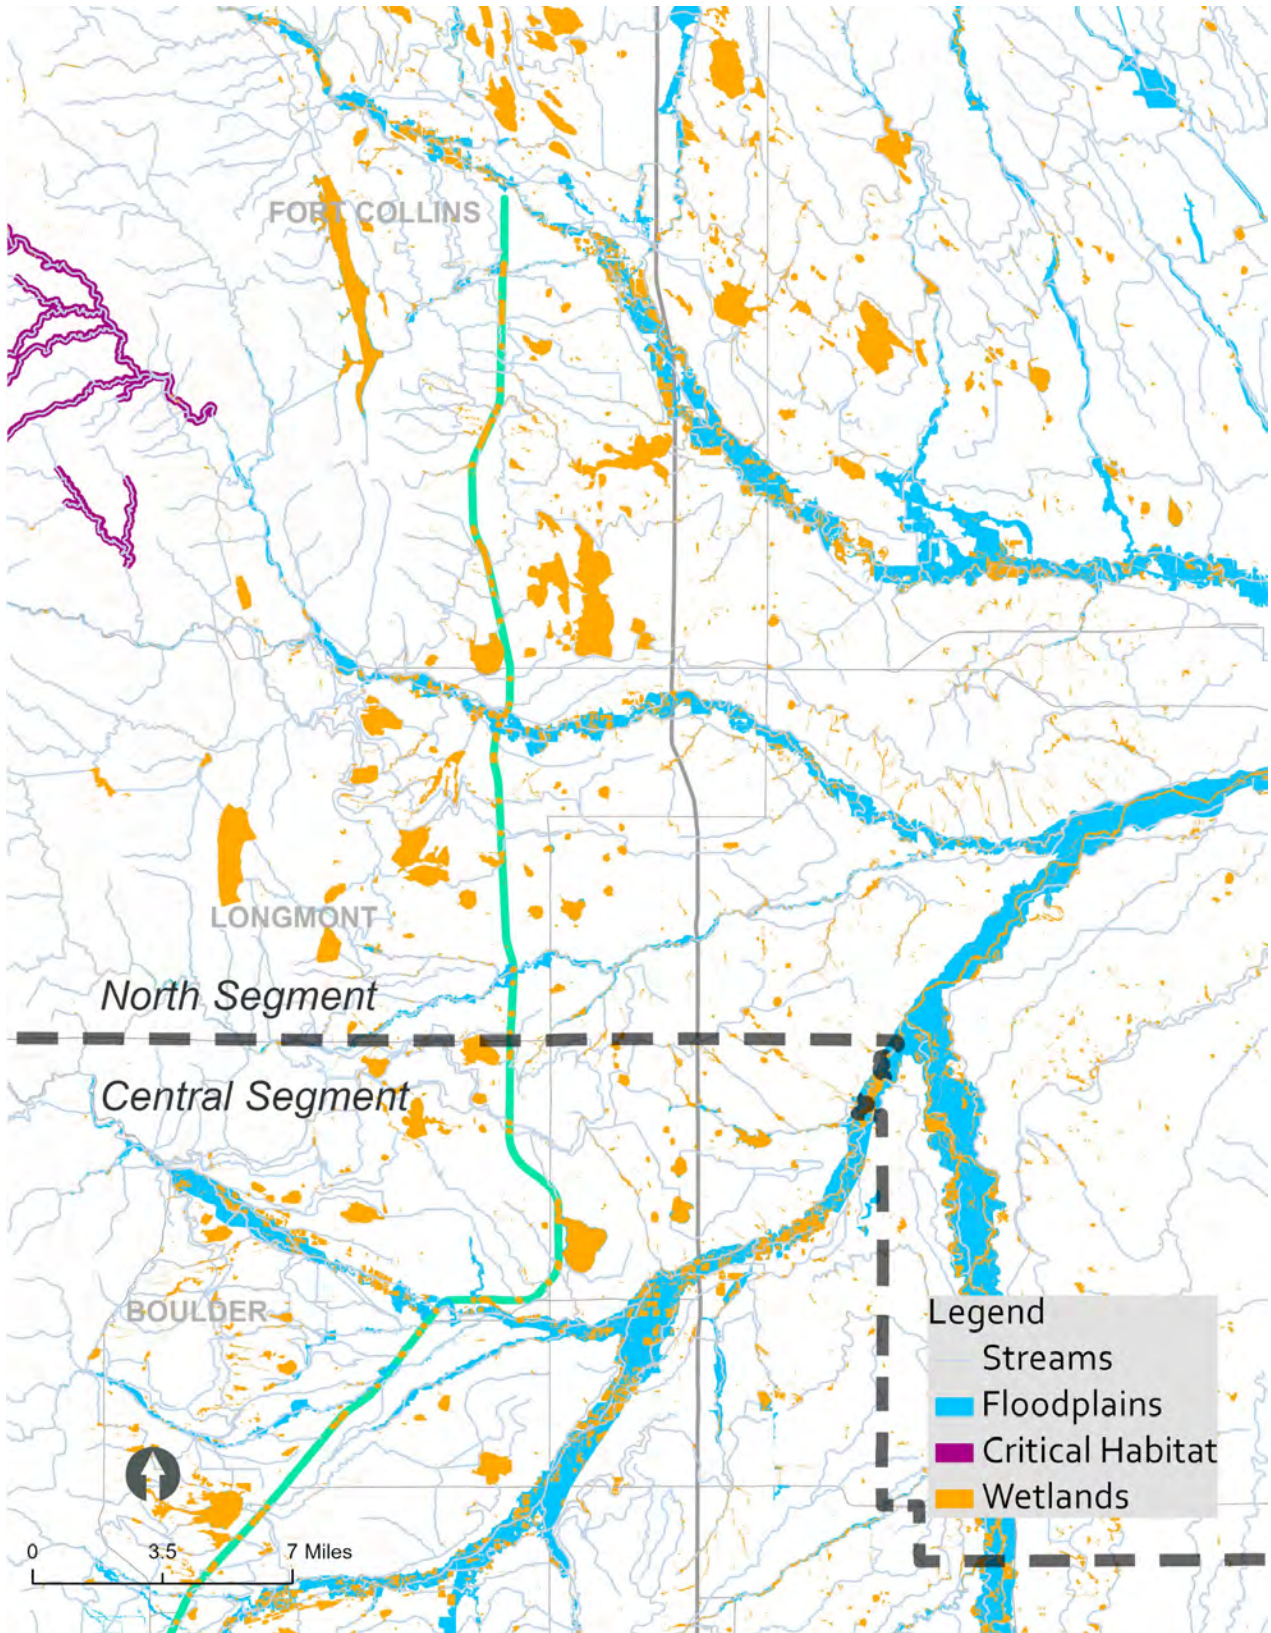 FORT COLLINS
LONGMONT
North Segment
Central Segment
BOULDER
Legend
Streams
Floodplains
Critical Habitat
Wetlands
0 3.5 7 Miles